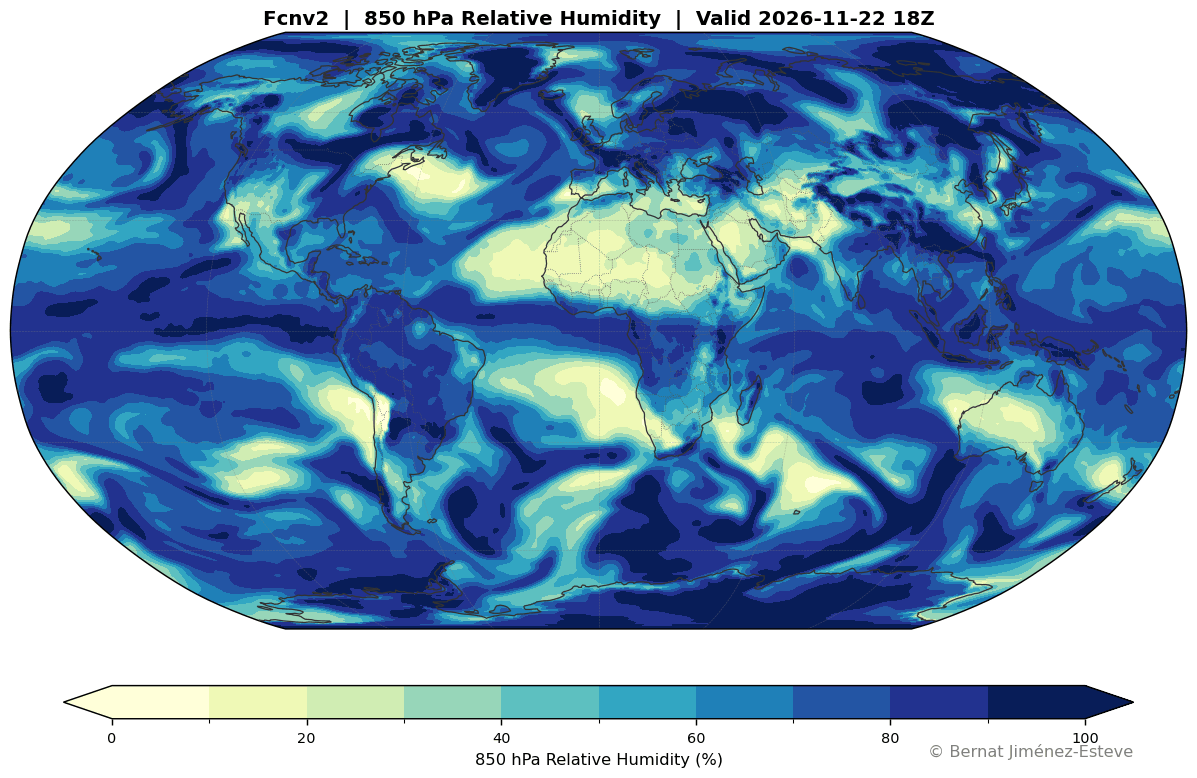 Fcnv2 | 850 hPa Relative Humidity | Valid 2026-11-22 18Z
0 20 40 60 80 100
850 hPa Relative Humidity (%)
© Bernat Jiménez-Esteve